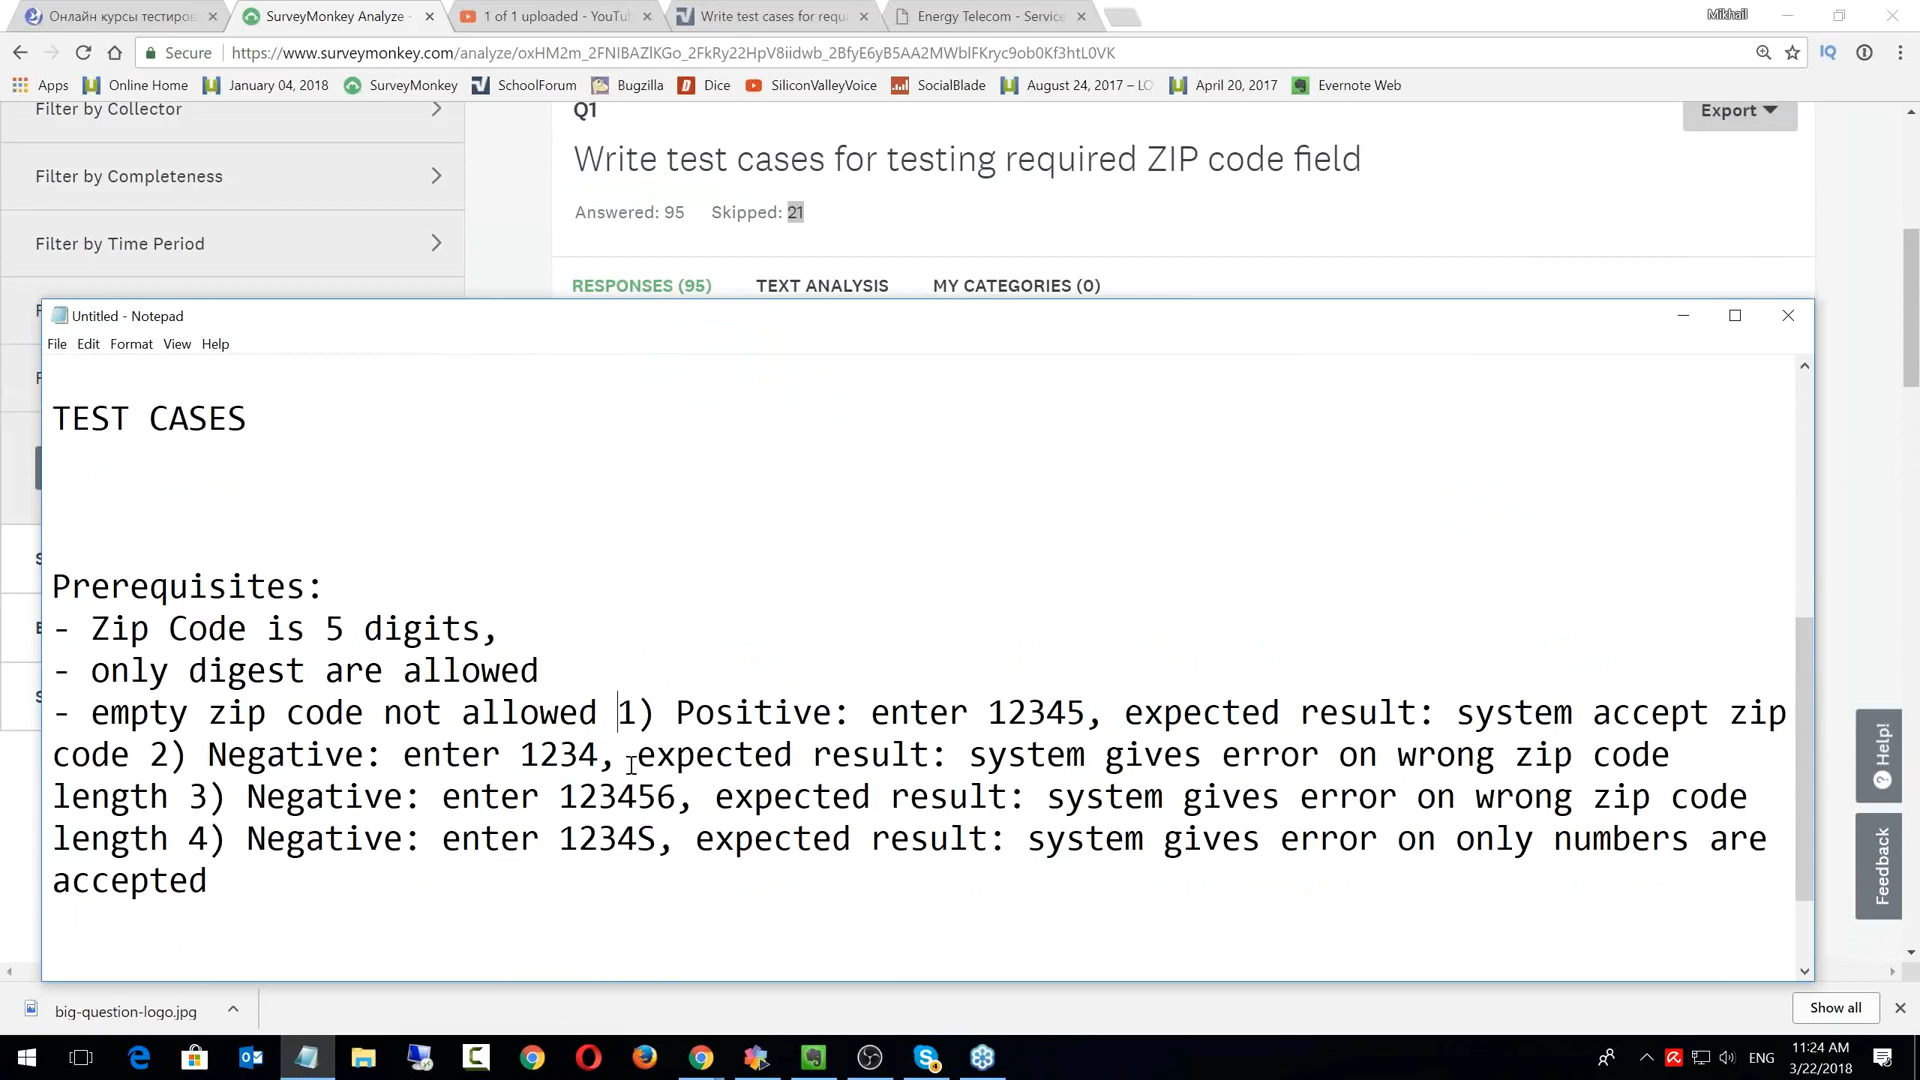 Онлайн курсы тестиров
SurveyMonkey Analyze -
1 of 1 uploaded - YouTu
Write test cases for requ
Energy Telecom - Service
Mikhail
Secure
https://www.surveymonkey.com/analyze/oxHM2m_2FNIBAZlKGo_2FkRy22HpV8iidwb_2BfyE6yB5AA2MWblFKryc9ob0Kf3htL0VK
Apps
Online Home
January 04, 2018
SurveyMonkey
SchoolForum
Bugzilla
Dice
SiliconValleyVoice
SocialBlade
August 24, 2017 – LO
April 20, 2017
Evernote Web
Filter by Collector
Filter by Completeness
Filter by Time Period
Q1
Export
Write test cases for testing required ZIP code field
Answered: 95 Skipped: 21
RESPONSES (95) TEXT ANALYSIS MY CATEGORIES (0)
Untitled - Notepad
File Edit Format View Help
TEST CASES
Prerequisites:
- Zip Code is 5 digits,
- only digest are allowed
- empty zip code not allowed 1) Positive: enter 12345, expected result: system accept zip
code 2) Negative: enter 1234, expected result: system gives error on wrong zip code
length 3) Negative: enter 123456, expected result: system gives error on wrong zip code
length 4) Negative: enter 1234S, expected result: system gives error on only numbers are
accepted
Help!
Feedback
big-question-logo.jpg
Show all
ENG
11:24 AM
3/22/2018